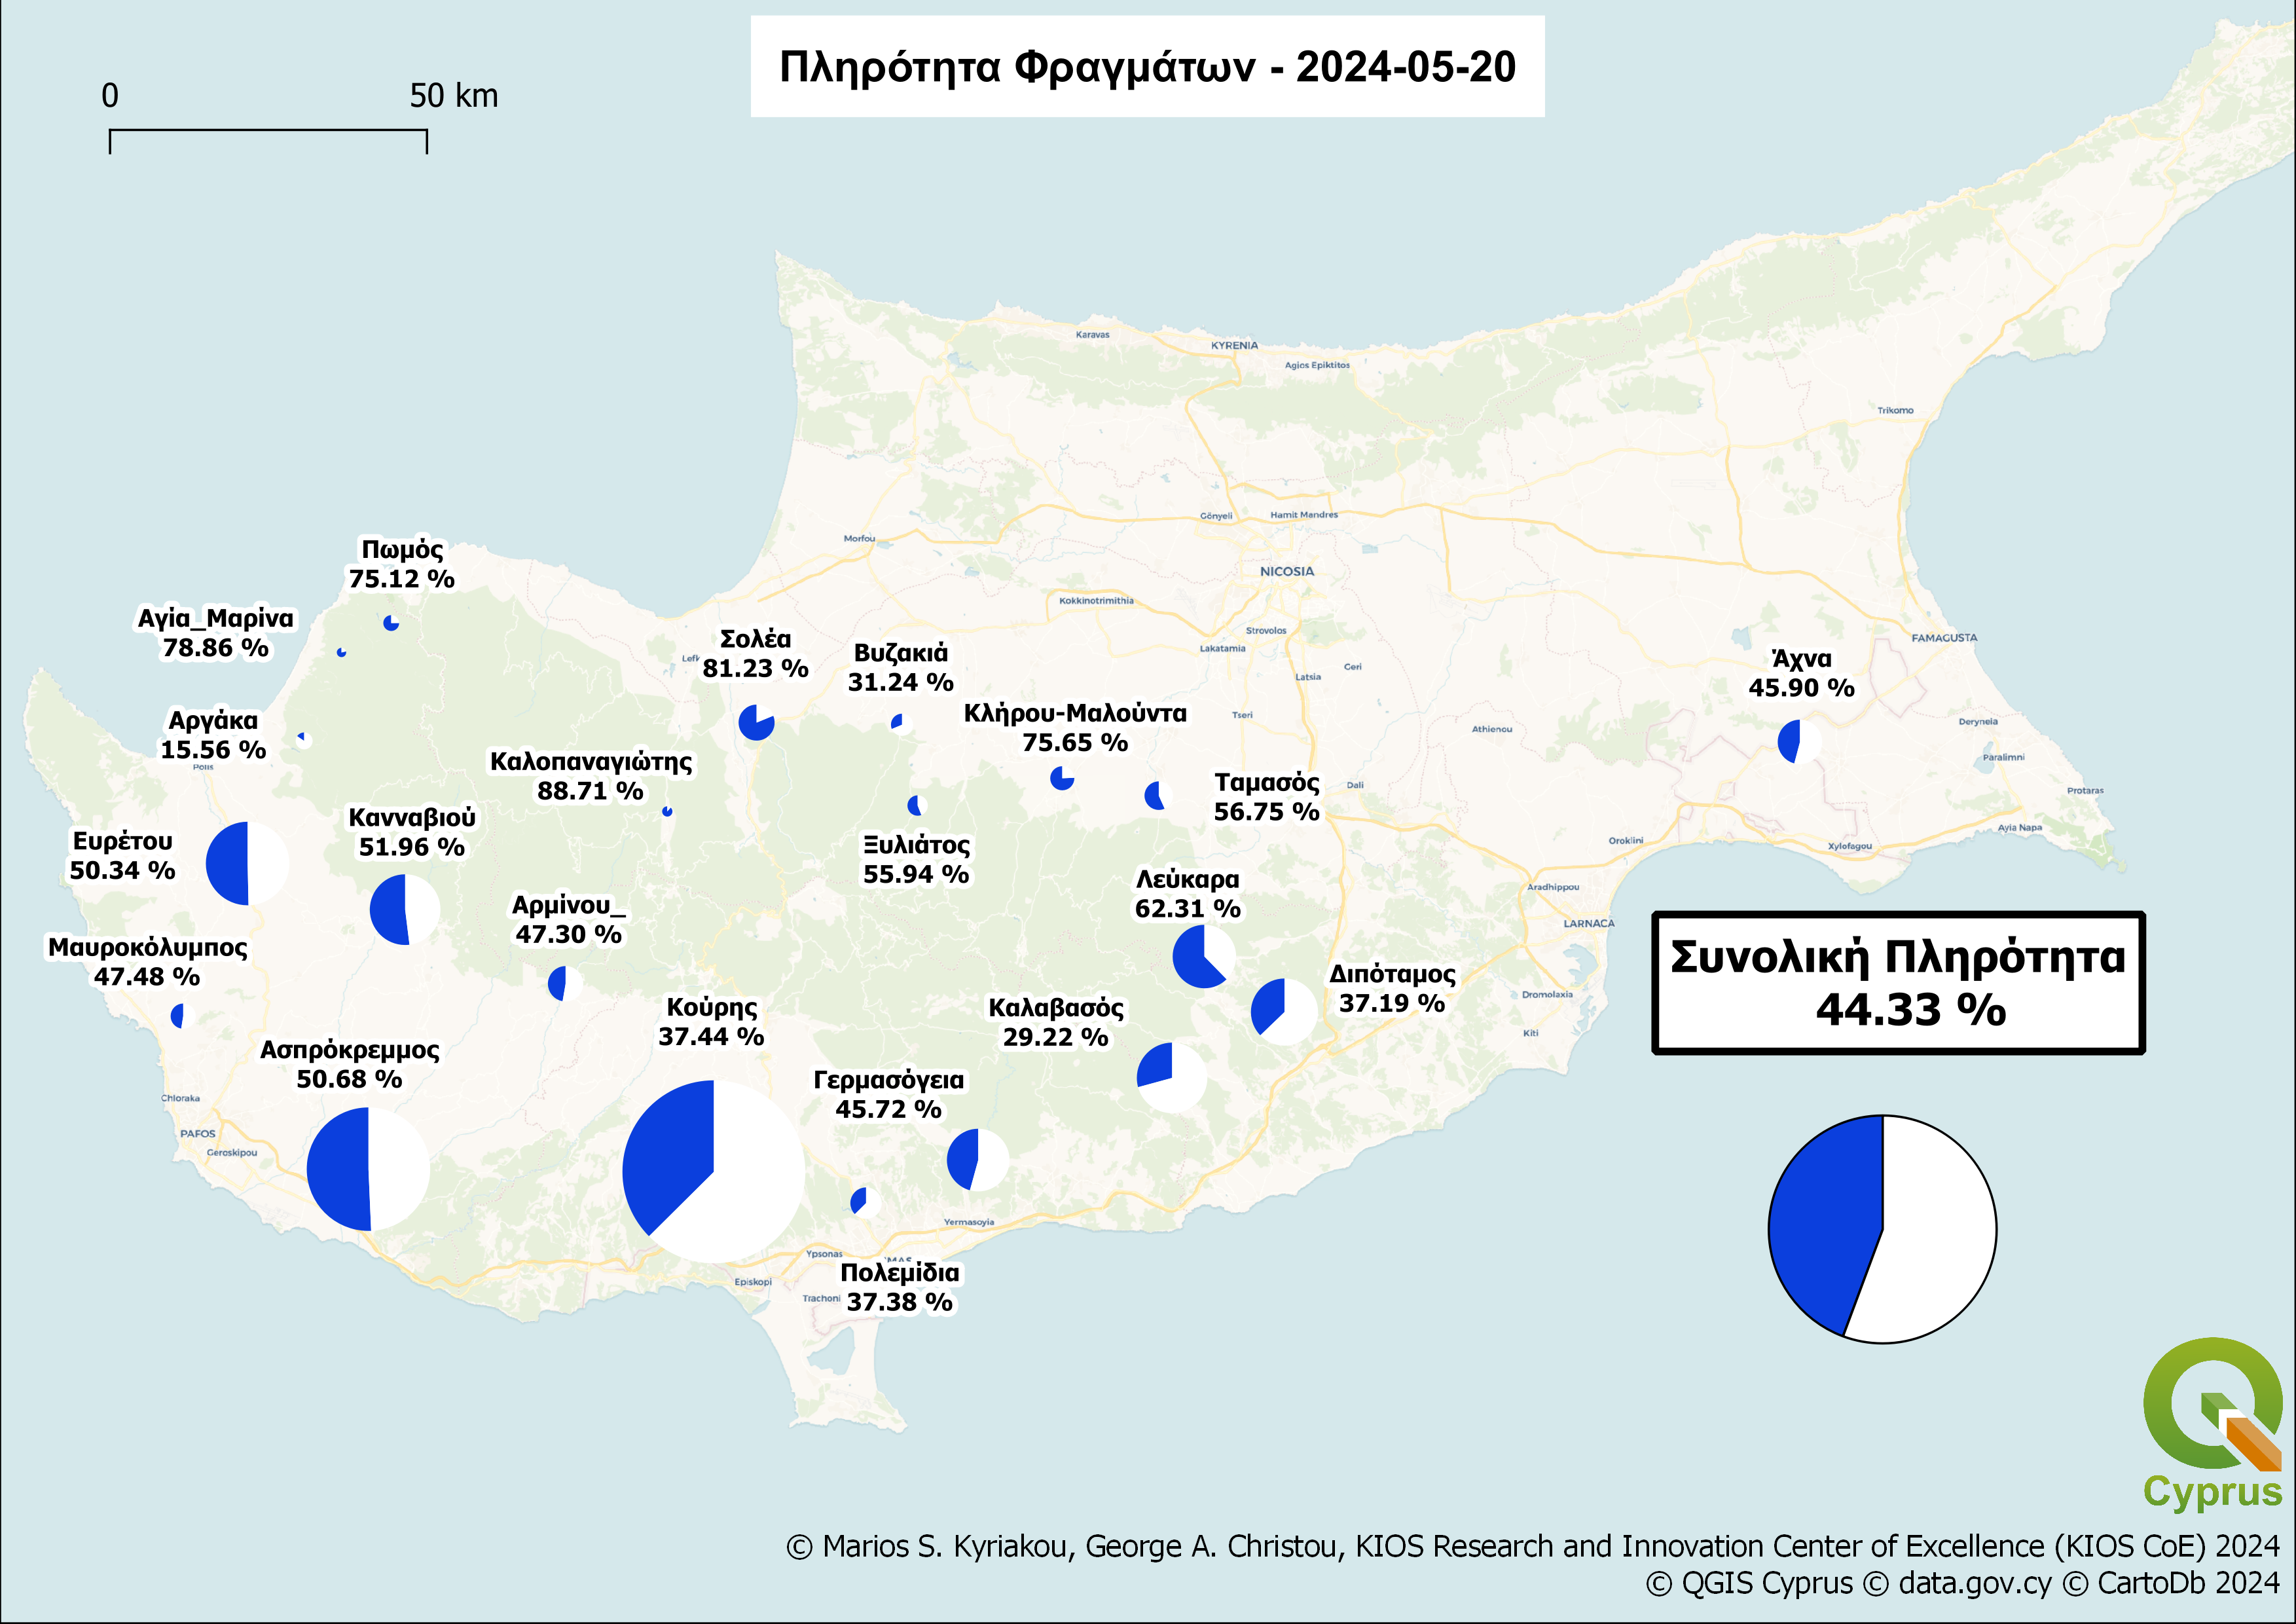 Πληρότητα Φραγμάτων - 2024-05-20
0 50 km
Karavas
KYRENIA
Agios Epiktitos
Trikomo
Gönyeli
Hamit Mandres
Morfou
NICOSIA
Kokkinotrimithia
Strovolos
Lakatamia
Geri
Latsia
FAMAGUSTA
Πωμός
75.12 %
Αγία_Μαρίνα
78.86 %
Σολέα
81.23 %
Βυζακιά
31.24 %
Άχνα
45.90 %
Αργάκα
15.56 %
Κλήρου-Μαλούντα
75.65 %
Tseri
Athienou
Deryneia
Paralimni
Καλοπαναγιώτης
88.71 %
Ταμασός
56.75 %
Dali
Protaras
Ευρέτου
50.34 %
Κανναβιού
51.96 %
Ξυλιάτος
55.94 %
Orokiini
Xylofagou
Ayia Napa
Αρμίνου_
47.30 %
Λεύκαρα
62.31 %
Aradhippou
LARNACA
Μαυροκόλυμπος
47.48 %
Διπόταμος
37.19 %
Dromolaxia
Kiti
Συνολική Πληρότητα
44.33 %
Κούρης
37.44 %
Καλαβασός
29.22 %
Ασπρόκρεμμος
50.68 %
Γερμασόγεια
45.72 %
Chloraka
PAFOS
Geroskipou
Yermasoyia
Ypsonas
Episkopi
Trachoni
Πολεμίδια
37.38 %
Cyprus
© Marios S. Kyriakou, George A. Christou, KIOS Research and Innovation Center of Excellence (KIOS CoE) 2024
© QGIS Cyprus © data.gov.cy © CartoDb 2024